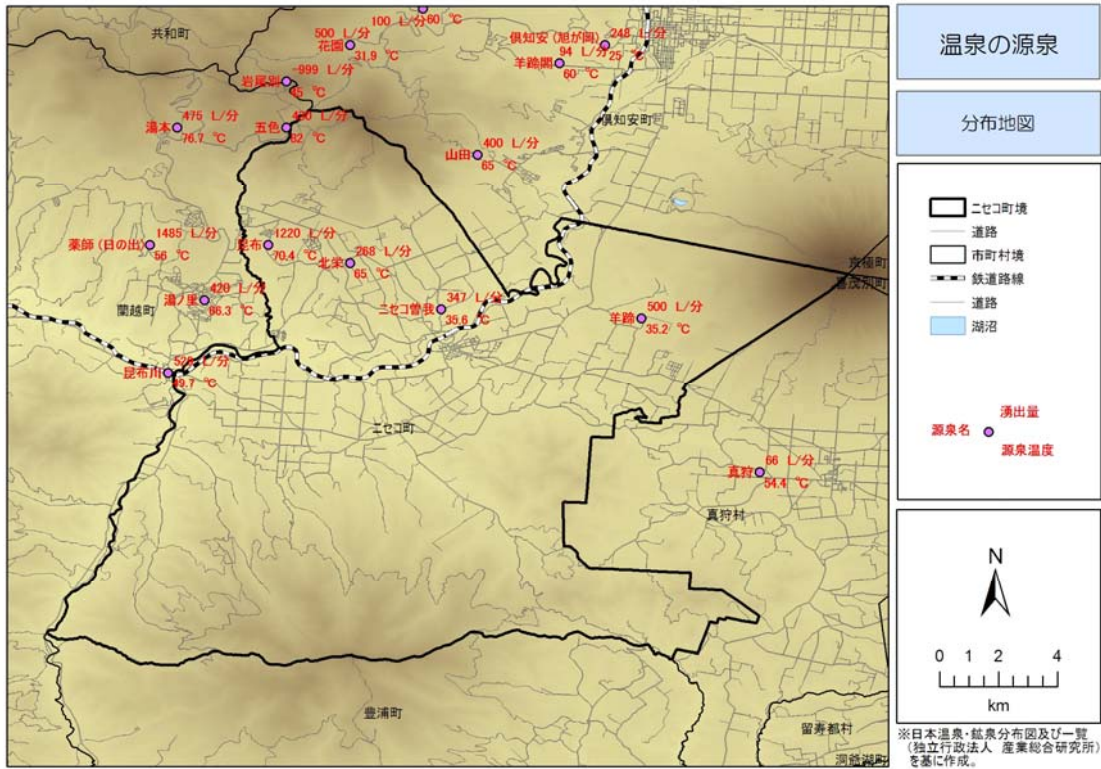 温泉の源泉
分布地図
ニセコ町境
道路
市町村境
鉄道路線
道路
湖沼
湧出量
源泉名
源泉温度
N
0 1 2 4
km
※日本温泉・鉱泉分布図及び一覧
(独立行政法人 産業総合研究所)
を基に作成。
共和町
100 L/分
60 ℃
500 L/分
花園
31.9 ℃
倶知安(旭が岡)
248 L/分
25 ℃
94 L/分
羊蹄閣
60 ℃
-999 L/分
岩尾別
45 ℃
475 L/分
湯本
76.7 ℃
430 L/分
五色
82 ℃
倶知安町
400 L/分
山田
65 ℃
1485 L/分
薬師(日の出)
56 ℃
1220 L/分
昆布
70.4 ℃
268 L/分
北栄
65 ℃
京極町
喜茂別町
420 L/分
湯ノ里
66.3 ℃
蘭越町
347 L/分
ニセコ曽我
35.6 ℃
500 L/分
羊蹄
35.2 ℃
L/分
昆布川
49.7 ℃
ニセコ町
66 L/分
真狩
54.4 ℃
真狩村
豊浦町
留寿都村
洞爺湖町